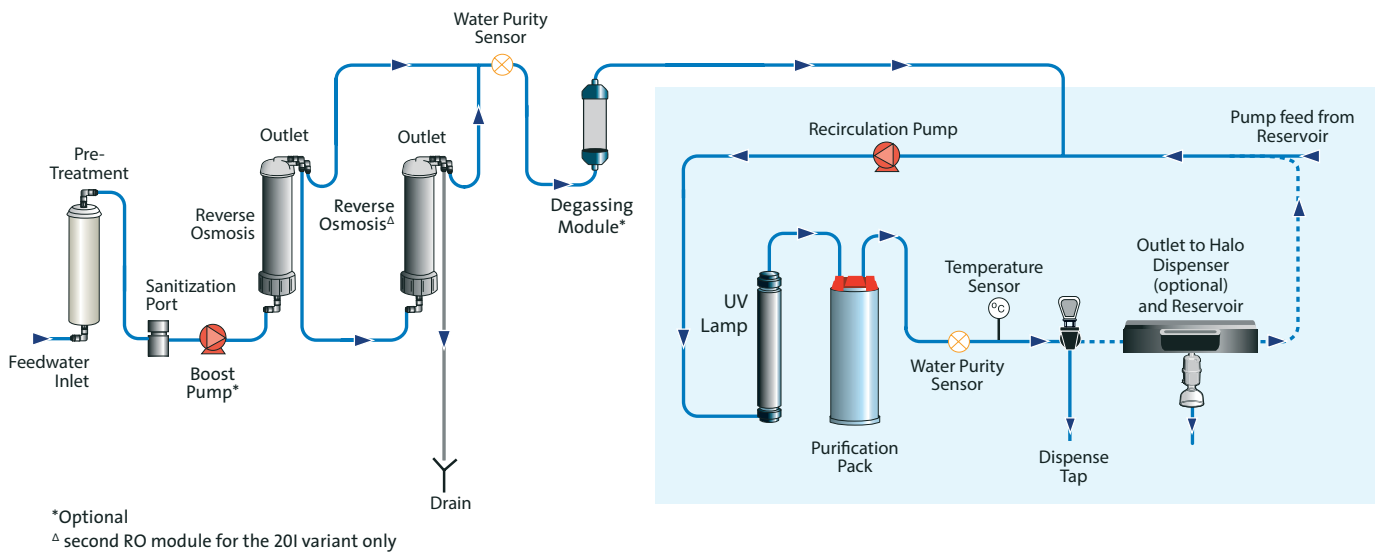 Water Purity
Sensor
Outlet
Outlet
Pre-
Treatment
Reverse
Osmosis
Reverse
OsmosisΔ
Degassing
Module*
Sanitization
Port
Feedwater
Inlet
Boost
Pump*
Drain
Recirculation Pump
Pump feed from
Reservoir
UV
Lamp
Purification
Pack
Temperature
Sensor
°C
Water Purity
Sensor
Outlet to Halo
Dispenser
(optional)
and Reservoir
Dispense
Tap
*Optional
Δ second RO module for the 20I variant only